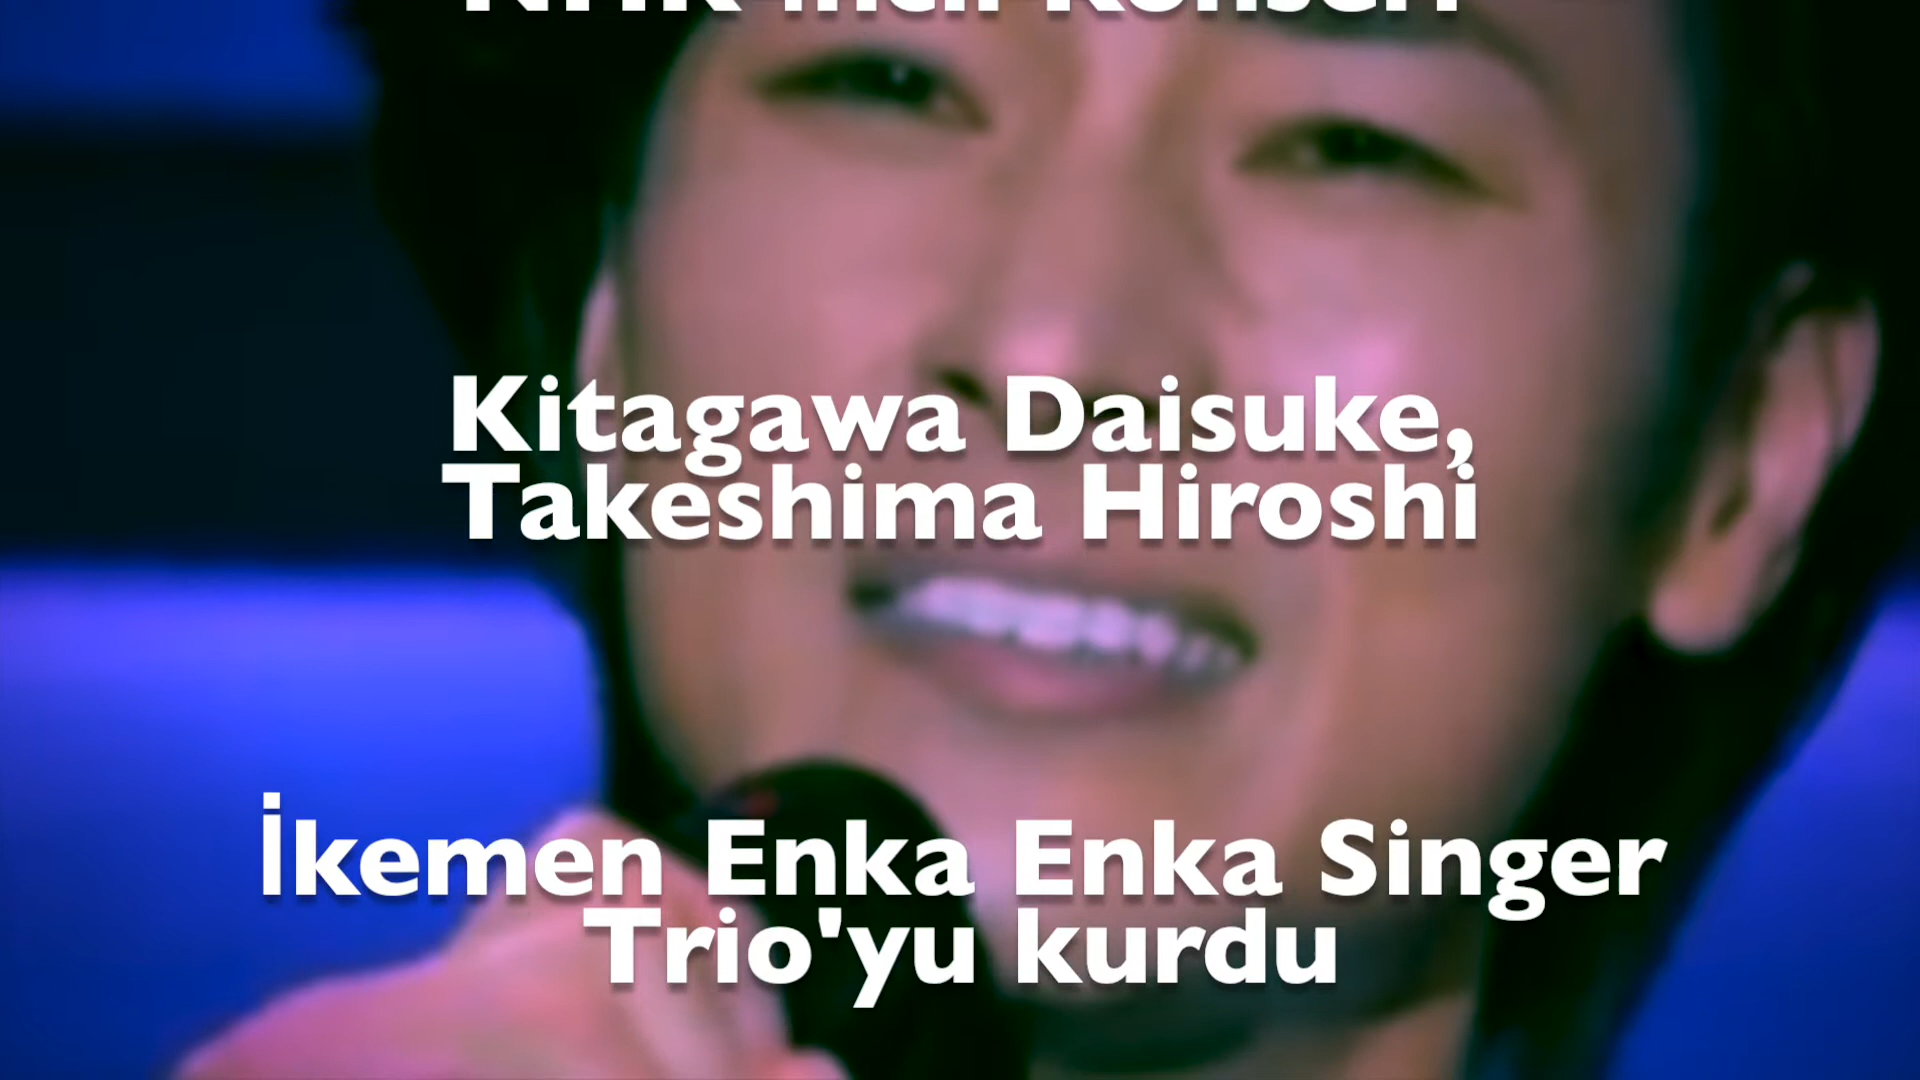 Kitagawa Daisuke,
Takeshima Hiroshi
İkemen Enka Enka Singer
Trio'yu kurdu